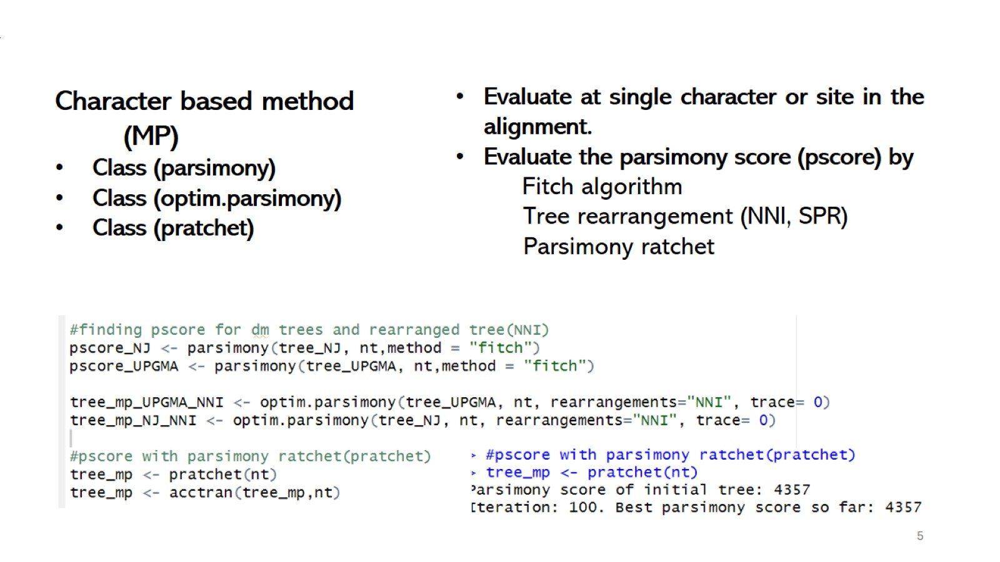 Character based method
(MP)
• Class (parsimony)
• Class (optim.parsimony)
• Class (pratchet)
• Evaluate at single character or site in the
alignment.
• Evaluate the parsimony score (pscore) by
Fitch algorithm
Tree rearrangement (NNI, SPR)
Parsimony ratchet
#finding pscore for dm trees and rearranged tree(NNI)
pscore_NJ <- parsimony(tree_NJ, nt,method = "fitch")
pscore_UPGMA <- parsimony(tree_UPGMA, nt,method = "fitch")
tree_mp_UPGMA_NNI <- optim.parsimony(tree_UPGMA, nt, rearrangements="NNI", trace= 0)
tree_mp_NJ_NNI <- optim.parsimony(tree_NJ, nt, rearrangements="NNI", trace= 0)
#pscore with parsimony ratchet(pratchet)
tree_mp <- pratchet(nt)
tree_mp <- acctran(tree_mp,nt)
> #pscore with parsimony ratchet(pratchet)
> tree_mp <- pratchet(nt)
Parsimony score of initial tree: 4357
Iteration: 100. Best parsimony score so far: 4357
5